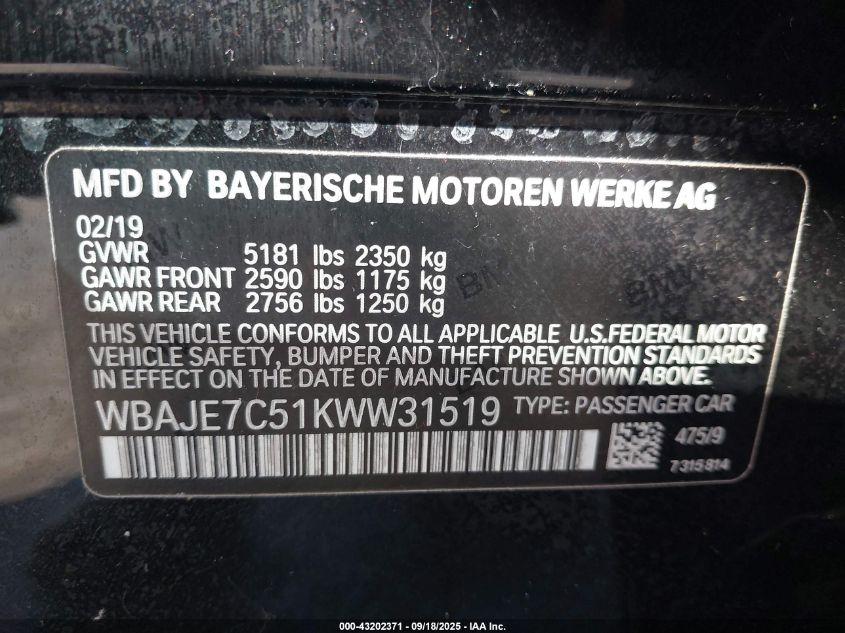 MFD BY BAYERISCHE MOTOREN WERKE AG
02/19
GVWR 5181 lbs 2350 kg
GAWR FRONT 2590 lbs 1175 kg
GAWR REAR 2756 lbs 1250 kg
THIS VEHICLE CONFORMS TO ALL APPLICABLE U.S.FEDERAL MOTOR
VEHICLE SAFETY, BUMPER AND THEFT PREVENTION STANDARDS
IN EFFECT ON THE DATE OF MANUFACTURE SHOWN ABOVE.
WBAJE7C51KWW31519 TYPE: PASSENGER CAR
475/9
7 315 814
000-43202371 - 09/18/2025 - IAA Inc.